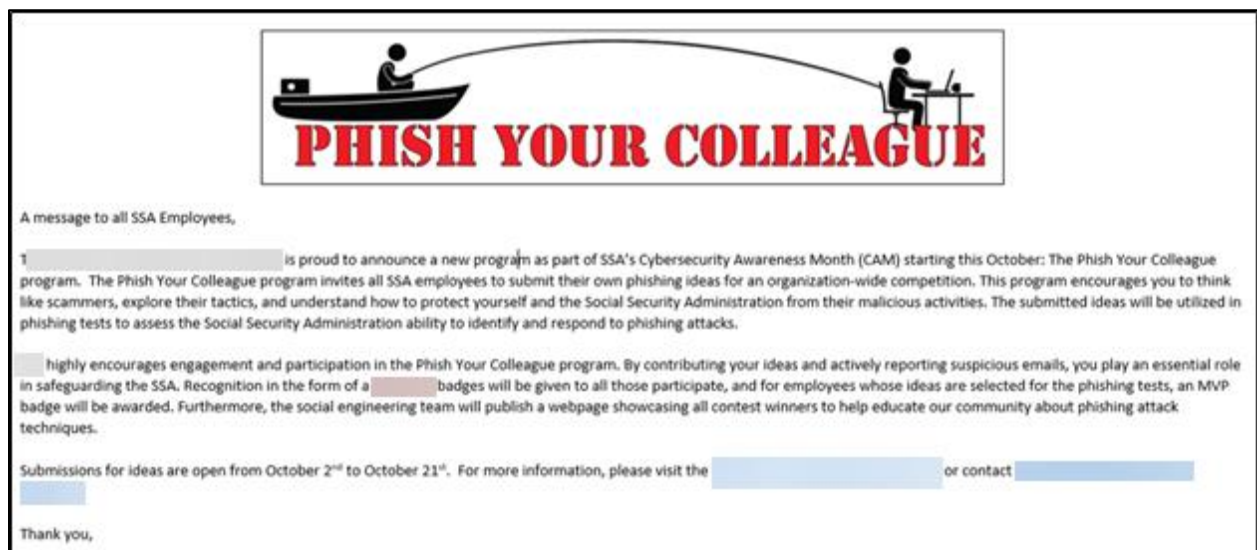 PHISH YOUR COLLEAGUE
A message to all SSA Employees,
T is proud to announce a new program as part of SSA's Cybersecurity Awareness Month (CAM) starting this October: The Phish Your Colleague
program. The Phish Your Colleague program invites all SSA employees to submit their own phishing ideas for an organization-wide competition. This program encourages you to think
like scammers, explore their tactics, and understand how to protect yourself and the Social Security Administration from their malicious activities. The submitted ideas will be utilized in
phishing tests to assess the Social Security Administration ability to identify and respond to phishing attacks.
highly encourages engagement and participation in the Phish Your Colleague program. By contributing your ideas and actively reporting suspicious emails, you play an essential role
in safeguarding the SSA. Recognition in the form of a badges will be given to all those participate, and for employees whose ideas are selected for the phishing tests, an MVP
badge will be awarded. Furthermore, the social engineering team will publish a webpage showcasing all contest winners to help educate our community about phishing attack
techniques.
Submissions for ideas are open from October 2nd to October 21st. For more information, please visit the or contact
Thank you,